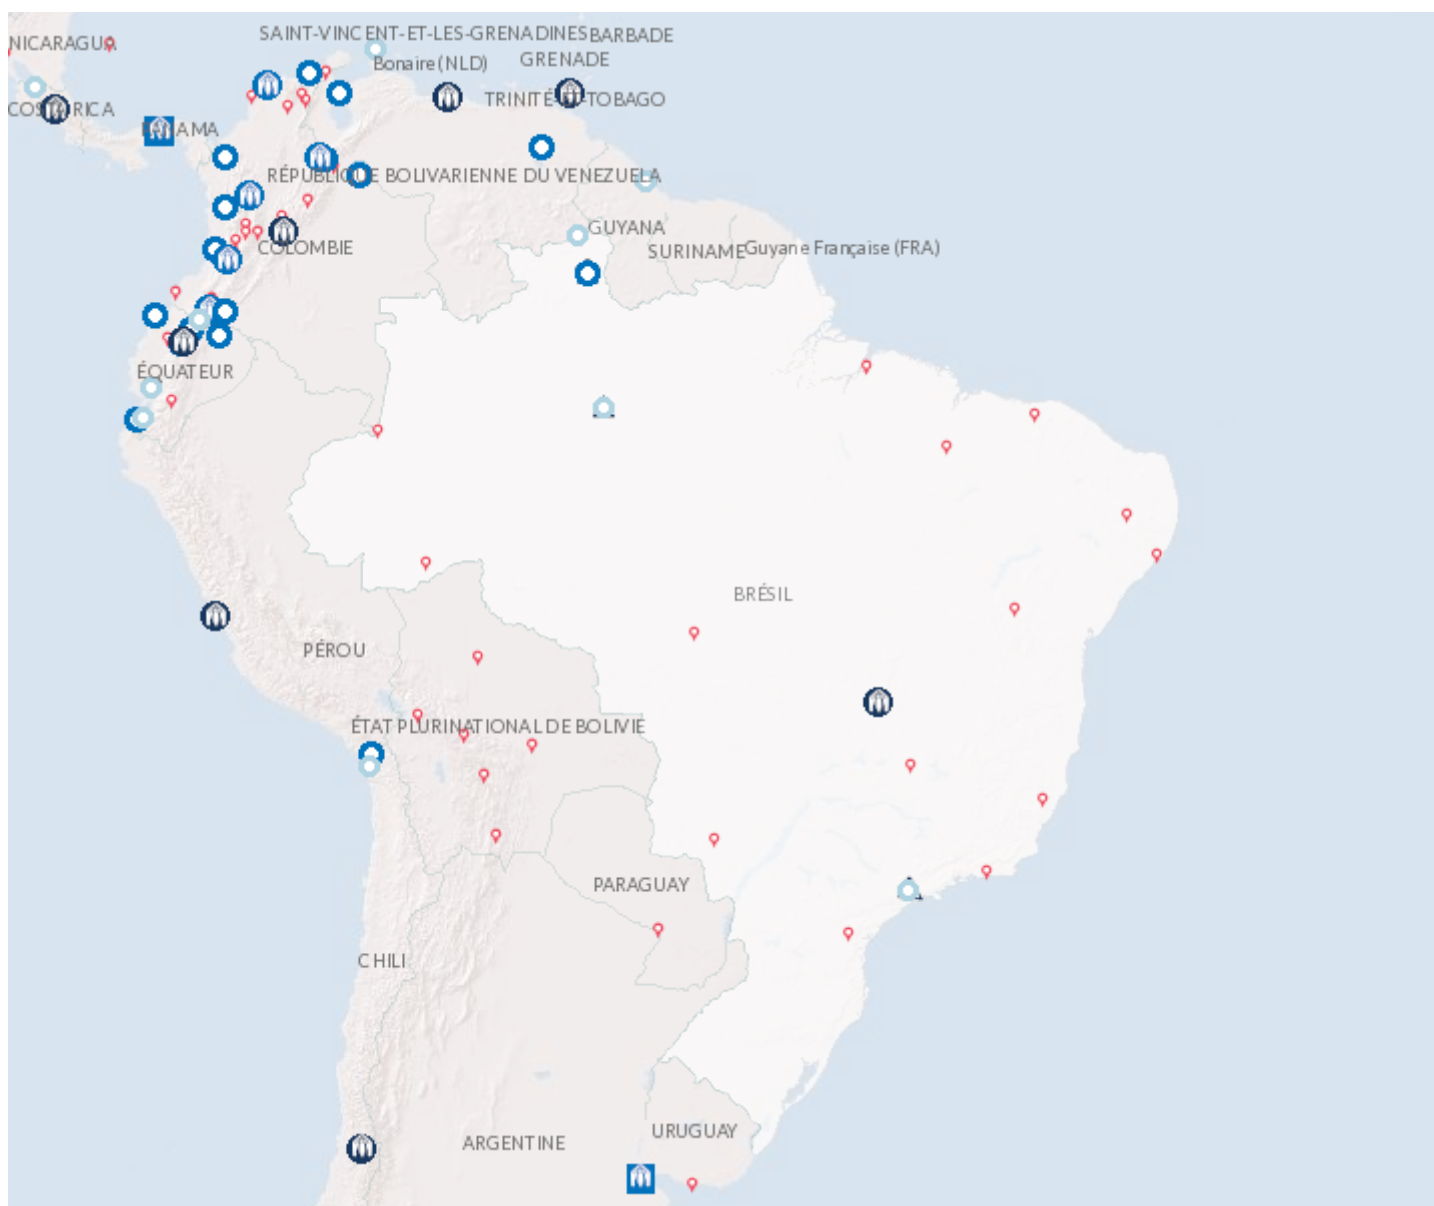 SAINT-VINCENT-ET-LES-GRENADINES
BARBADE
NICARAGUA
Bonaire (NLD)
GRENADE
COSTA RICA
TRINITÉ-ET-TOBAGO
PANAMA
RÉPUBLIQUE BOLIVARIENNE DU VENEZUELA
GUYANA
COLOMBIE
SURINAME
Guyane Française (FRA)
ÉQUATEUR
BRÉSIL
PÉROU
ÉTAT PLURINATIONAL DE BOLIVIE
PARAGUAY
CHILI
URUGUAY
ARGENTINE